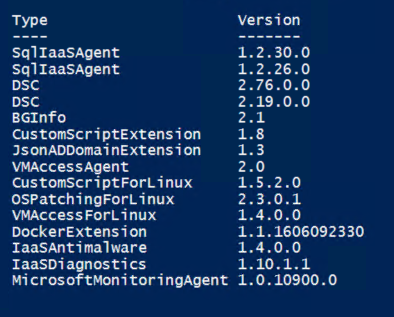 Type Version
---- -------
SqlIaaSAgent 1.2.30.0
SqlIaaSAgent 1.2.26.0
DSC 2.76.0.0
DSC 2.19.0.0
BGInfo 2.1
CustomScriptExtension 1.8
JsonADDomainExtension 1.3
VMAccessAgent 2.0
CustomScriptForLinux 1.5.2.0
OSPatchingForLinux 2.3.0.1
VMAccessForLinux 1.4.0.0
DockerExtension 1.1.1606092330
IaaSAntimalware 1.4.0.0
IaaSDiagnostics 1.10.1.1
MicrosoftMonitoringAgent 1.0.10900.0